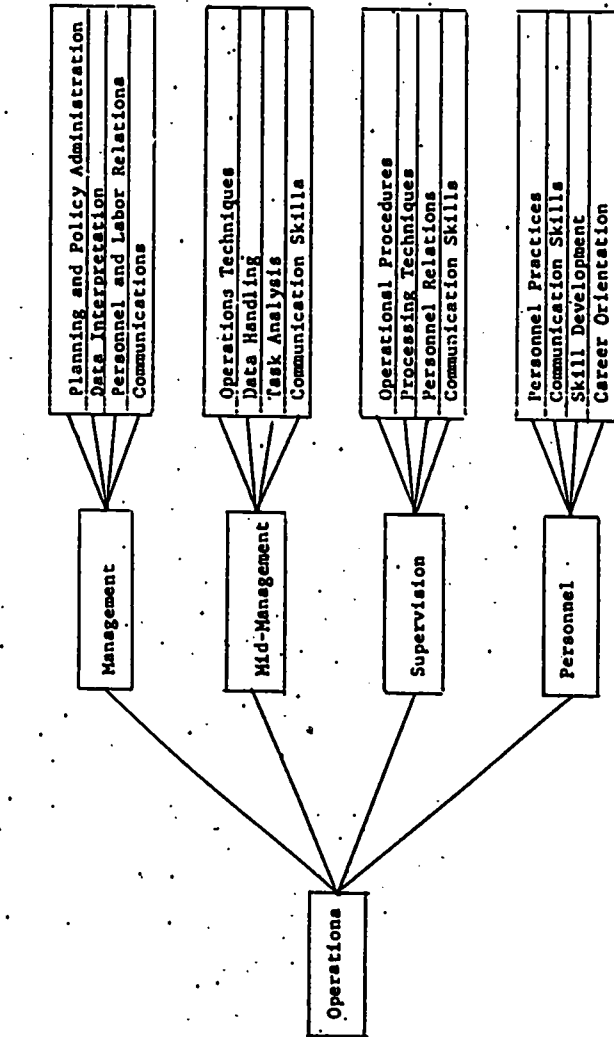 Operations
Management
Planning and Policy Administration
Data Interpretation
Personnel and Labor Relations
Communications
Mid-Management
Operations Techniques
Data Handling
Task Analysis
Communication Skills
Supervision
Operational Procedures
Processing Techniques
Personnel Relations
Communication Skills
Personnel
Personnel Practices
Communication Skills
Skill Development
Career Orientation